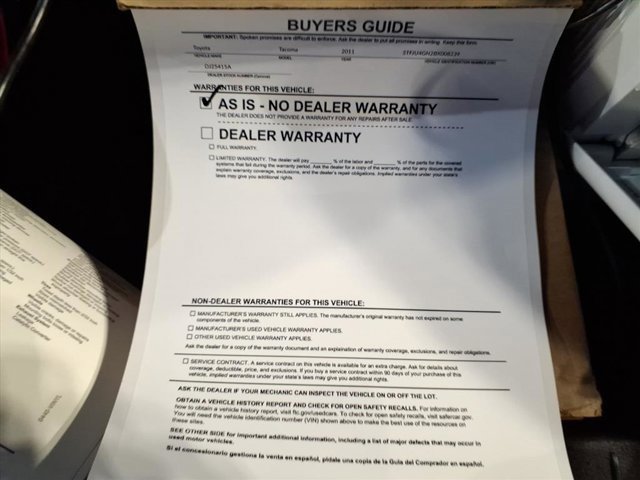 BUYERS GUIDE
IMPORTANT: Spoken promises are difficult to enforce. Ask the dealer to put all promises in writing. Keep this form.
Toyota Tacoma 2011
VEHICLE MAKE MODEL YEAR VEHICLE IDENTIFICATION NUMBER (VIN)
DEALER STOCK NUMBER (Optional)
WARRANTIES FOR THIS VEHICLE:
AS IS - NO DEALER WARRANTY
THE DEALER DOES NOT PROVIDE A WARRANTY FOR ANY REPAIRS AFTER SALE.
DEALER WARRANTY
FULL WARRANTY.
LIMITED WARRANTY. The dealer will pay ______% of the labor and ______% of the parts for the covered
systems that fail during the warranty period. Ask the dealer for a copy of the warranty, and for any documents that
explain warranty coverage, exclusions, and the dealer's repair obligations. Implied warranties under your state's
laws may give you additional rights.
NON-DEALER WARRANTIES FOR THIS VEHICLE:
MANUFACTURER'S WARRANTY STILL APPLIES. The manufacturer's original warranty has not expired on some
components of the vehicle.
MANUFACTURER'S USED VEHICLE WARRANTY APPLIES.
OTHER USED VEHICLE WARRANTY APPLIES.
Ask the dealer for a copy of the warranty document and an explanation of warranty coverage, exclusions, and repair obligations.
SERVICE CONTRACT. A service contract on this vehicle is available for an extra charge. Ask for details about
coverage, deductible, price, and exclusions. If you buy a service contract within 90 days of your purchase of this
vehicle, implied warranties under your state's laws may give you additional rights.
ASK THE DEALER IF YOUR MECHANIC CAN INSPECT THE VEHICLE ON OR OFF THE LOT.
OBTAIN A VEHICLE HISTORY REPORT AND CHECK FOR OPEN SAFETY RECALLS. For information on
how to obtain a vehicle history report, visit ftc.gov/usedcars. To check for open safety recalls, visit safercar.gov.
You will need the vehicle identification number (VIN) shown above to make the best use of the resources on
these sites.
SEE OTHER SIDE for important additional information, including a list of major defects that may occur in
used motor vehicles.
Si el concesionario gestiona la venta en español, pídale una copia de la Guía del Comprador en español.